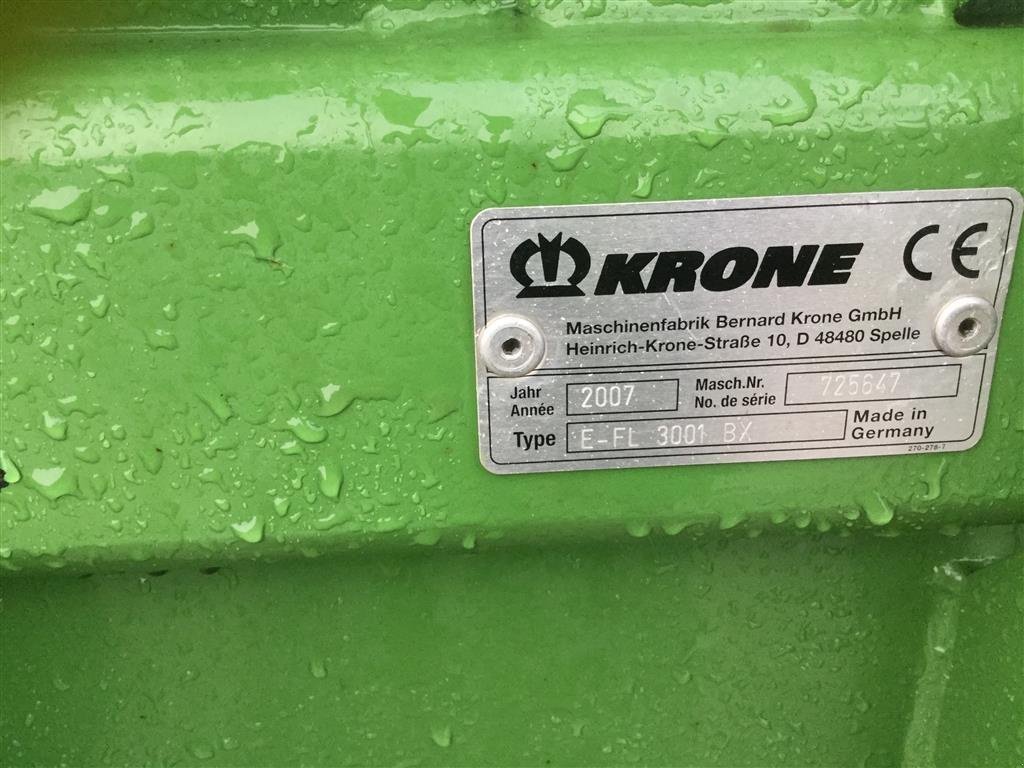 KRONE CE
Maschinenfabrik Bernard Krone GmbH
Heinrich-Krone-Straße 10, D 48480 Spelle
Jahr
Année
2007
Masch.Nr.
No. de série
725647
Type E-FL 3001 BX
Made in
Germany
270-278-7